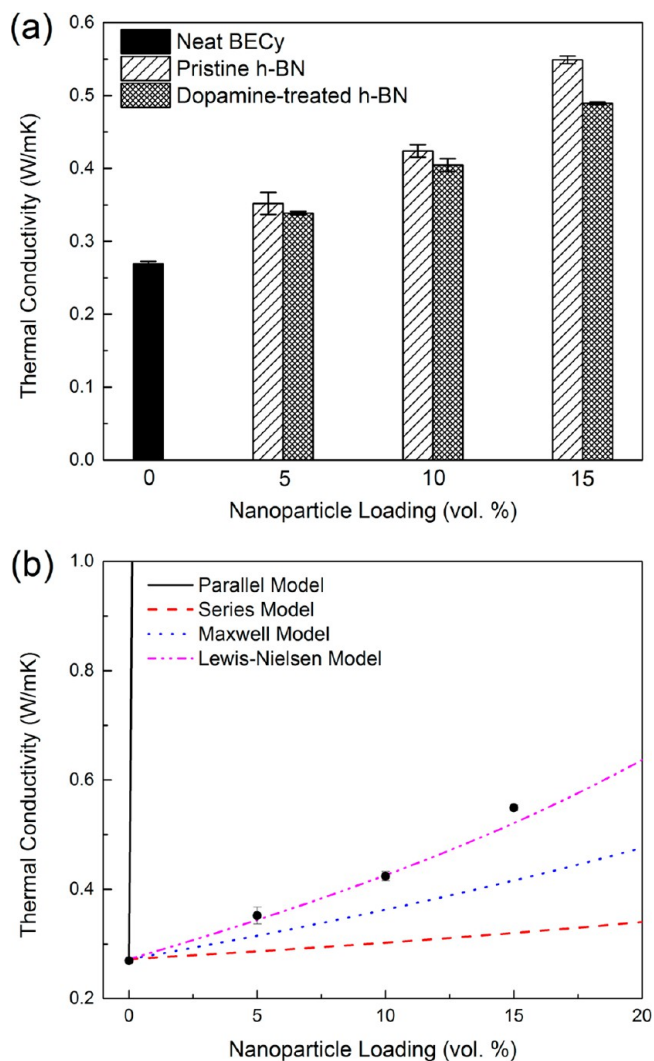 (a)
Neat BECy
Pristine h-BN
Dopamine-treated h-BN
Thermal Conductivity (W/mK)
0.6
0.5
0.4
0.3
0.2
0.1
0.0
0 5 10 15
Nanoparticle Loading (vol. %)
(b)
Parallel Model
Series Model
Maxwell Model
Lewis-Nielsen Model
Thermal Conductivity (W/mK)
1.0
0.8
0.6
0.4
0.2
0 5 10 15 20
Nanoparticle Loading (vol. %)